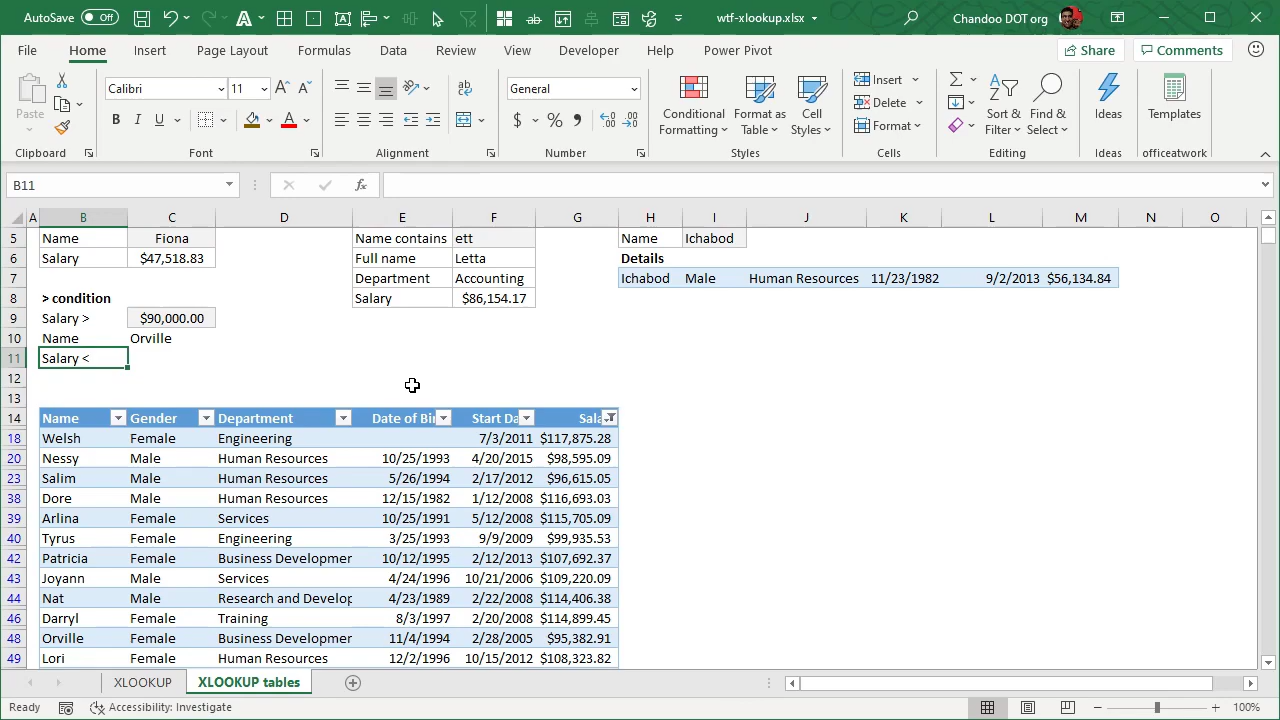 AutoSave Off wtf-xlookup.xlsx Chandoo DOT org
File Home Insert Draw Page Layout Formulas Data Review View Developer Help Power Pivot Share Comments
Paste Calibri 11 B I U A General $ % Conditional Formatting Format as Table Cell Styles Insert Delete Format Sort & Filter Find & Select Ideas Templates
Clipboard Font Alignment Number Styles Cells Editing Ideas officeatwork
B11 fx
A B C D E F G H I J K L M N O
5 Name Fiona Name contains ett Name Ichabod
6 Salary $47,518.83 Full name Letta Details
7 Department Accounting Ichabod Male Human Resources 11/23/1982 9/2/2013 $56,134.84
8 > condition Salary $86,154.17
9 Salary > $90,000.00
10 Name Orville
11 Salary <
12
13
14 Name Gender Department Date of Bir Start Da Sala
18 Welsh Female Engineering 7/3/2011 $117,875.28
20 Nessy Male Human Resources 10/25/1993 4/20/2015 $98,595.09
23 Salim Male Human Resources 5/26/1994 2/17/2012 $96,615.05
38 Dore Male Human Resources 12/15/1982 1/12/2008 $116,693.03
39 Arlina Female Services 10/25/1991 5/12/2008 $115,705.09
40 Tyrus Female Engineering 3/25/1993 9/9/2009 $99,935.53
42 Patricia Female Business Developmer 10/12/1995 2/12/2013 $107,692.37
43 Joyann Male Services 4/24/1996 10/21/2006 $109,220.09
44 Nat Male Research and Develop 4/23/1989 2/22/2008 $114,406.38
46 Darryl Female Training 8/3/1997 2/20/2008 $114,899.45
48 Orville Female Business Developmer 11/4/1994 2/28/2005 $95,382.91
49 Lori Female Human Resources 12/2/1996 10/15/2012 $108,323.82
XLOOKUP XLOOKUP tables
Ready Accessibility: Investigate 100%